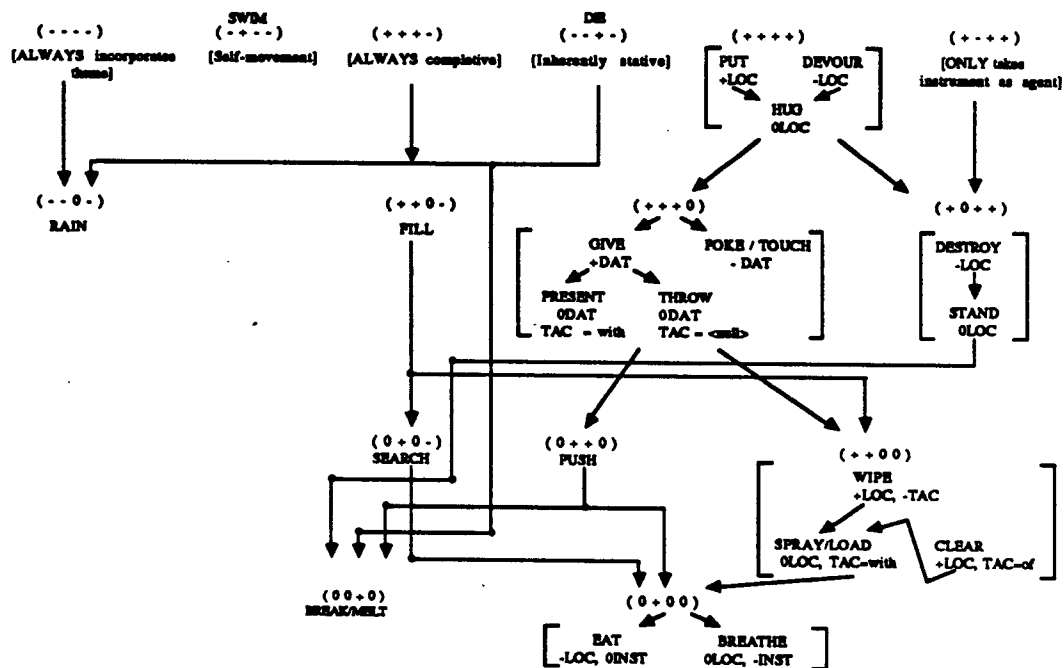 SWIM
DIE
( - - - - )
( - + - - )
( + + + - )
( - - + - )
( + + + + )
( + - + + )
[ALWAYS incorporates theme]
[Self-movement]
[ALWAYS completive]
[Inherently stative]
PUT
+LOC
DEVOUR
-LOC
HUG
0LOC
[ONLY takes
instrument as agent]
( - - 0 - )
RAIN
( + + 0 - )
FILL
( + + + 0 )
GIVE
+DAT
POKE / TOUCH
- DAT
PRESENT
0DAT
TAC = with
THROW
0DAT
TAC = <null>
( + 0 + + )
DESTROY
-LOC
STAND
0LOC
( 0 + 0 - )
SEARCH
( 0 + + 0 )
PUSH
( + + 0 0 )
WIPE
+LOC, -TAC
SPRAY/LOAD
0LOC, TAC=with
CLEAR
+LOC, TAC=of
( 0 0 + 0 )
BREAK/MELT
( 0 + 0 0 )
EAT
-LOC, 0INST
BREATHE
0LOC, -INST